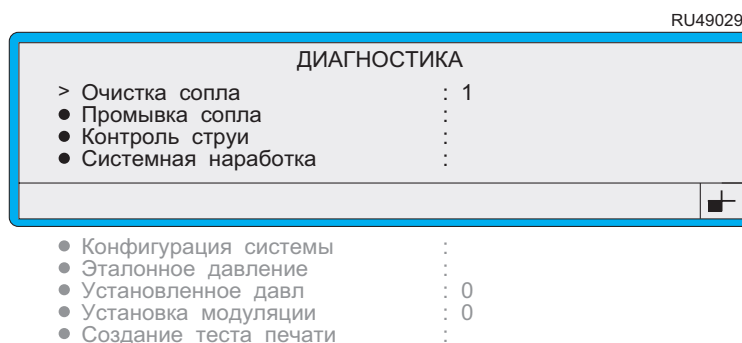 RU49029
ДИАГНОСТИКА
> Очистка сопла : 1
● Промывка сопла :
● Контроль струи :
● Системная наработка :
● Конфигурация системы :
● Эталонное давление :
● Установленное давл : 0
● Установка модуляции : 0
● Создание теста печати :